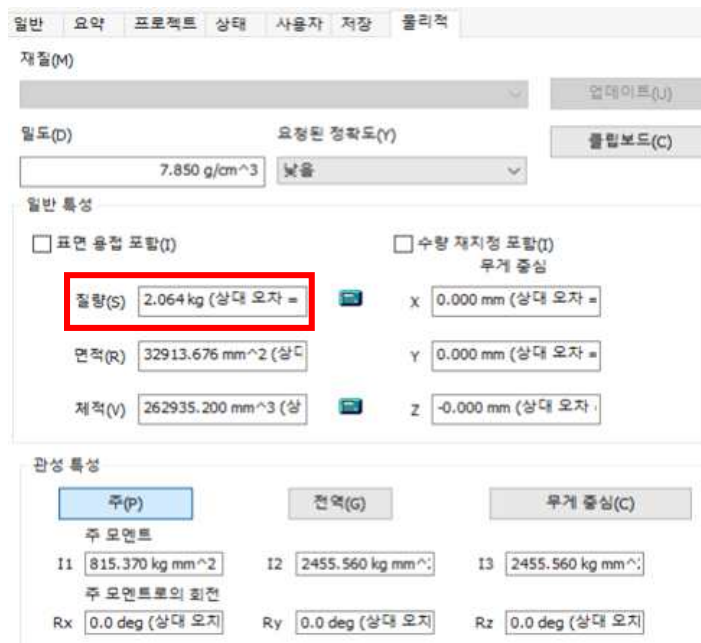 일반 요약 프로젝트 상태 사용자 저장 물리적
재질(M)
업데이트(U)
밀도(D) 요청된 정확도(Y)
클립보드(C)
7.850 g/cm^3 낮음
일반 특성
표면 용접 포함(I) 수량 재지정 포함(I)
무게 중심
질량(S) 2.064 kg (상대 오차 = X 0.000 mm (상대 오차 =
면적(R) 32913.676 mm^2 (상대 Y 0.000 mm (상대 오차 =
체적(V) 262935.200 mm^3 (상 Z -0.000 mm (상대 오차
관성 특성
주(P) 전역(G) 무게 중심(C)
주 모멘트
I1 815.370 kg mm^2 I2 2455.560 kg mm^2 I3 2455.560 kg mm^2
주 모멘트로의 회전
Rx 0.0 deg (상대 오차 Ry 0.0 deg (상대 오차 Rz 0.0 deg (상대 오차